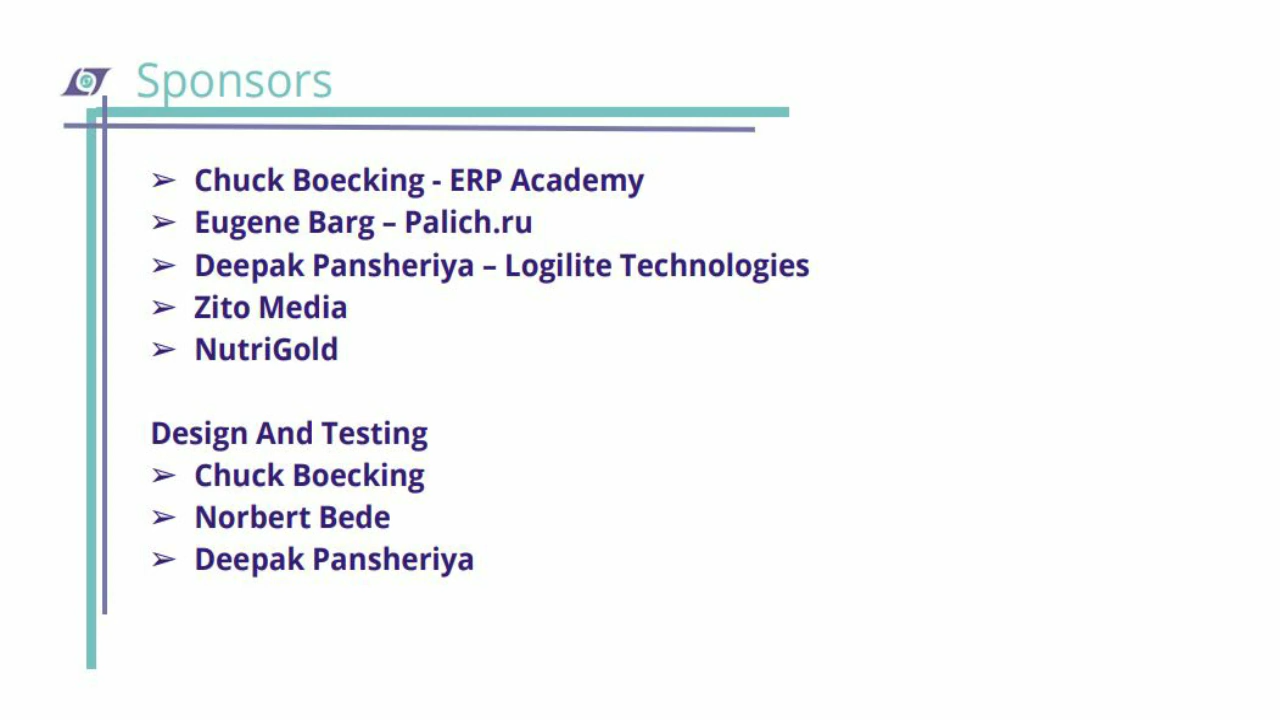 Sponsors
➢ Chuck Boecking - ERP Academy
➢ Eugene Barg – Palich.ru
➢ Deepak Pansheriya – Logilite Technologies
➢ Zito Media
➢ NutriGold
Design And Testing
➢ Chuck Boecking
➢ Norbert Bede
➢ Deepak Pansheriya